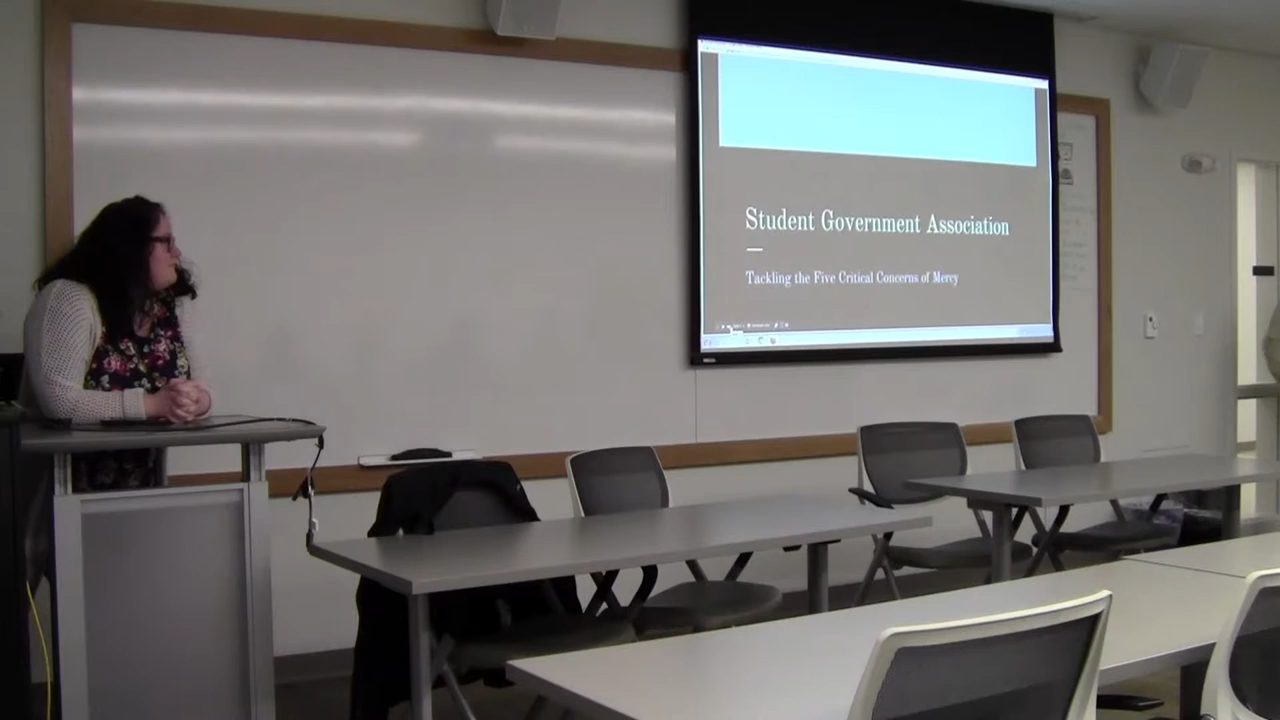 Student Government Association
Tackling the Five Critical Concerns of Mercy